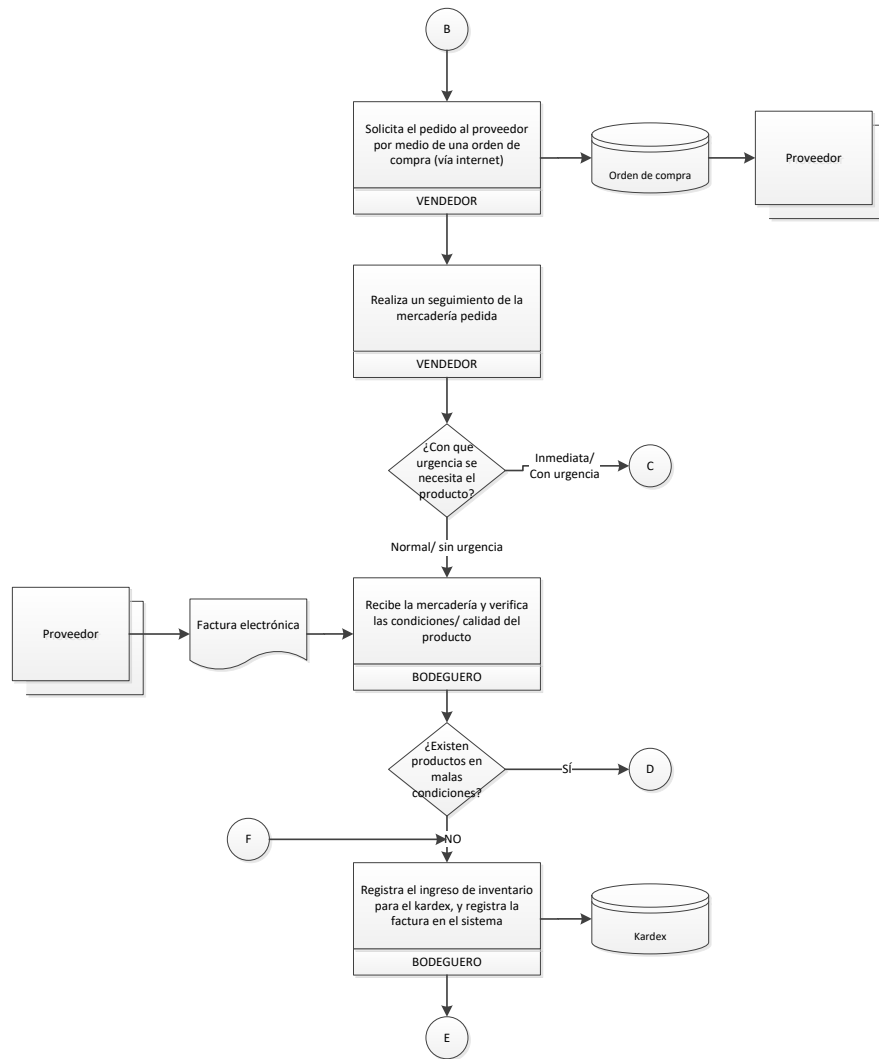 B
Solicita el pedido al proveedor
por medio de una orden de
compra (vía internet)
VENDEDOR
Orden de compra
Proveedor
Realiza un seguimiento de la
mercadería pedida
VENDEDOR
¿Con que
urgencia se
necesita el
producto?
Inmediata/
Con urgencia
C
Normal/ sin urgencia
Proveedor
Factura electrónica
Recibe la mercadería y verifica
las condiciones/ calidad del
producto
BODEGUERO
¿Existen
productos en
malas
condiciones?
SÍ
D
F
NO
Registra el ingreso de inventario
para el kardex, y registra la
factura en el sistema
BODEGUERO
Kardex
E